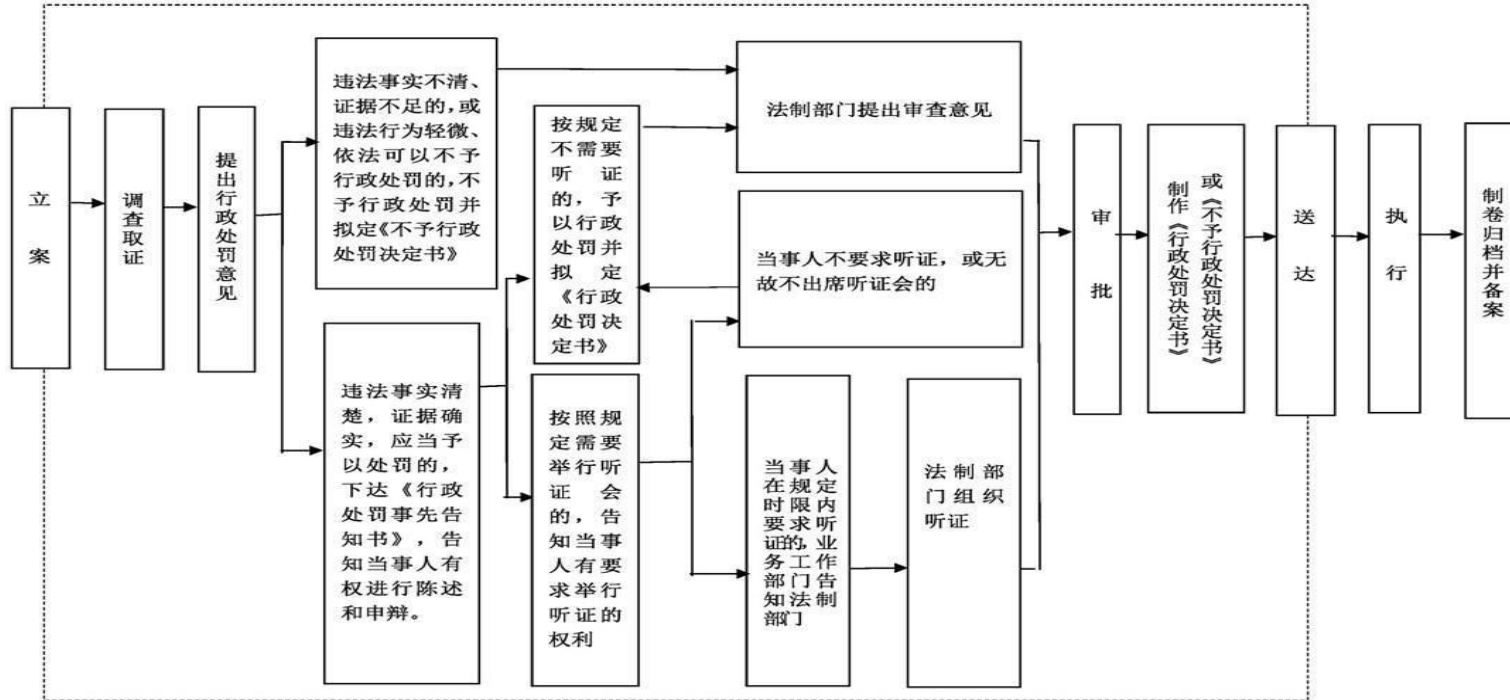 立案
调查取证
提出行政处罚意见
违法事实不清、
证据不足的，或
违法行为轻微、
依法可以不予
行政处罚的，不
予行政处罚并
拟定《不予行政
处罚决定书》
违法事实清
楚，证据确
实，应当予
以处罚的，
下达《行政
处罚事先告
知书》，告
知当事人有
权进行陈述
和申辩。
按规定
不需要
听证
的，予
以行政
处罚并
拟定
《行政
处罚决
定书》
按照规
定需要
举行听
证会
的，告
知当事
人有要
求举行
听证的
权利
法制部门提出审查意见
当事人不要求听证，或无
故不出席听证会的
当事人
在规定
时限内
要求听
证的，业
务工作
部门告
知法制
部门
法制部
门组织
听证
审批
制作《行政处罚决定书》
或《不予行政处罚决定书》
送达
执行
制卷归档并备案